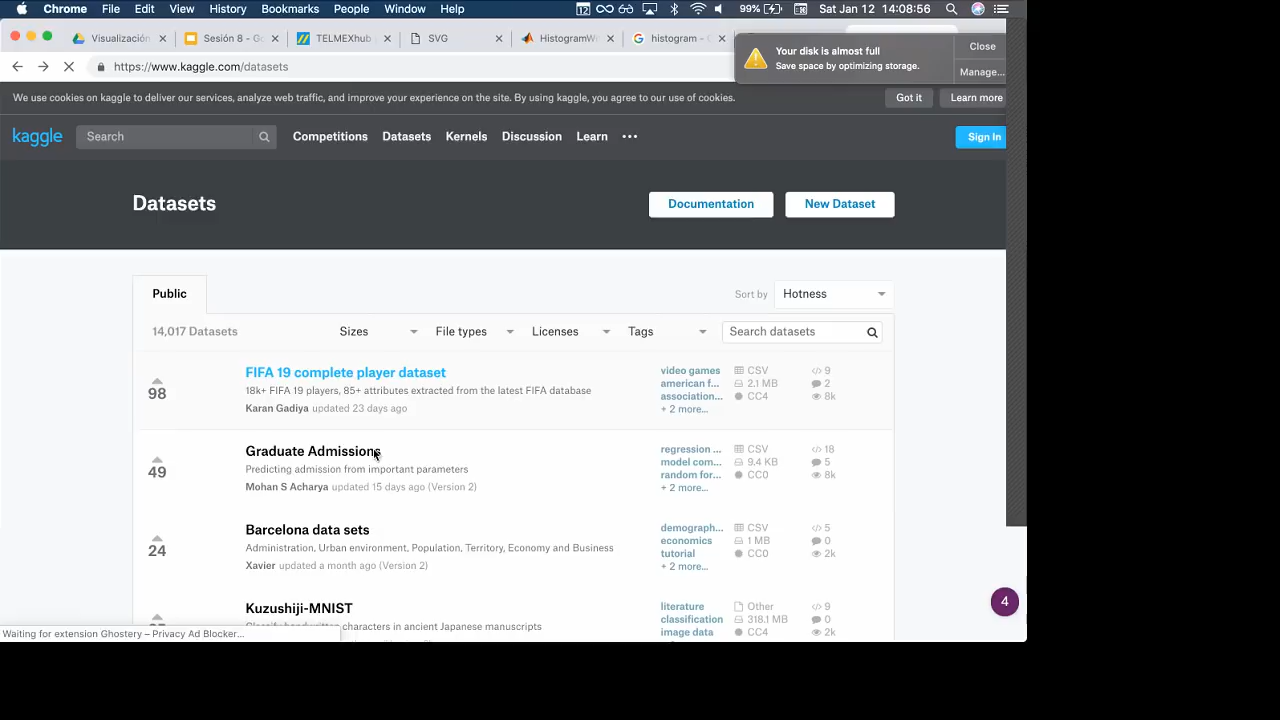 Chrome File Edit View History Bookmarks People Window Help 99% Sat Jan 12 14:08:56
Visualización Sesión 8 - G TELMEXhub SVG HistogramWi histogram - G
Your disk is almost full
Save space by optimizing storage.
Close
Manage...
https://www.kaggle.com/datasets
We use cookies on kaggle to deliver our services, analyze web traffic, and improve your experience on the site. By using kaggle, you agree to our use of cookies. Got it Learn more
kaggle Search Competitions Datasets Kernels Discussion Learn ••• Sign In
Datasets Documentation New Dataset
Public Sort by Hotness
14,017 Datasets Sizes File types Licenses Tags Search datasets
98
FIFA 19 complete player dataset
18k+ FIFA 19 players, 85+ attributes extracted from the latest FIFA database
Karan Gadiya updated 23 days ago
video games CSV 9
american f... 2.1 MB 2
association... CC4 8k
+ 2 more...
49
Graduate Admissions
Predicting admission from important parameters
Mohan S Acharya updated 15 days ago (Version 2)
regression ... CSV 18
model com... 9.4 KB 5
random for... CC0 8k
+ 2 more...
24
Barcelona data sets
Administration, Urban environment, Population, Territory, Economy and Business
Xavier updated a month ago (Version 2)
demograph... CSV 5
economics 1 MB 0
tutorial CC0 2k
+ 2 more...
Kuzushiji-MNIST
Classify handwritten characters in ancient Japanese manuscripts
literature Other 9
classification 318.1 MB 0
image data CC4 2k
4
Waiting for extension Ghostery – Privacy Ad Blocker...